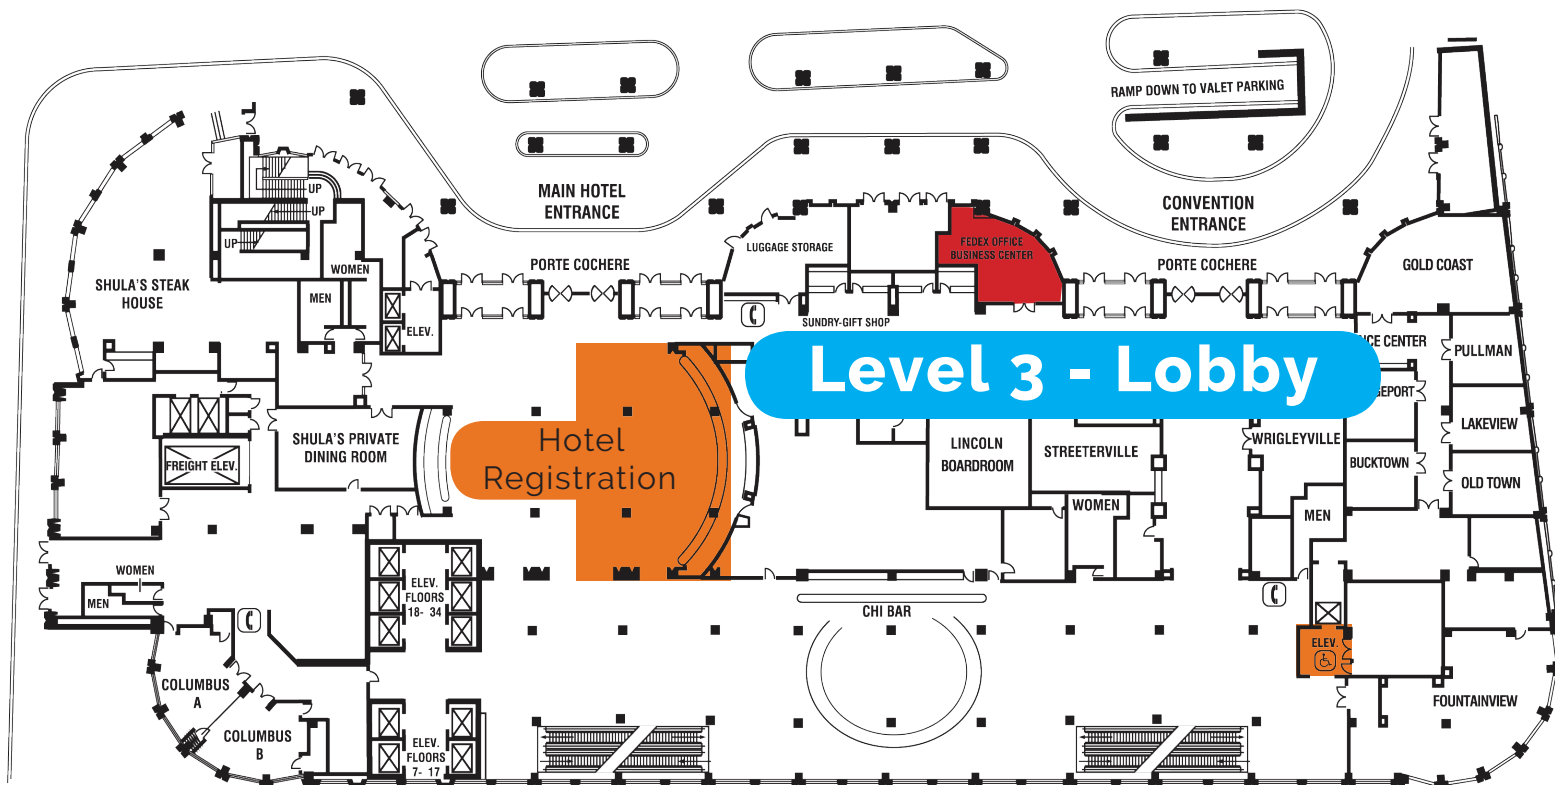 RAMP DOWN TO VALET PARKING
MAIN HOTEL
ENTRANCE
CONVENTION
ENTRANCE
UP
UP
UP
WOMEN
MEN
SHULA'S STEAK
HOUSE
ELEV.
PORTE COCHERE
LUGGAGE STORAGE
FEDEX OFFICE
BUSINESS CENTER
PORTE COCHERE
GOLD COAST
SUNDRY-GIFT SHOP
Level 3 - Lobby
CENTER
PULLMAN
LAKEVIEW
OLD TOWN
WRIGLEYVILLE
BUCKTOWN
MEN
SHULA'S PRIVATE
DINING ROOM
Hotel
Registration
LINCOLN
BOARDROOM
STREETERVILLE
WOMEN
FREIGHT ELEV.
WOMEN
MEN
ELEV.
FLOORS
18- 34
CHI BAR
ELEV.
COLUMBUS
A
COLUMBUS
B
ELEV.
FLOORS
7- 17
FOUNTAINVIEW